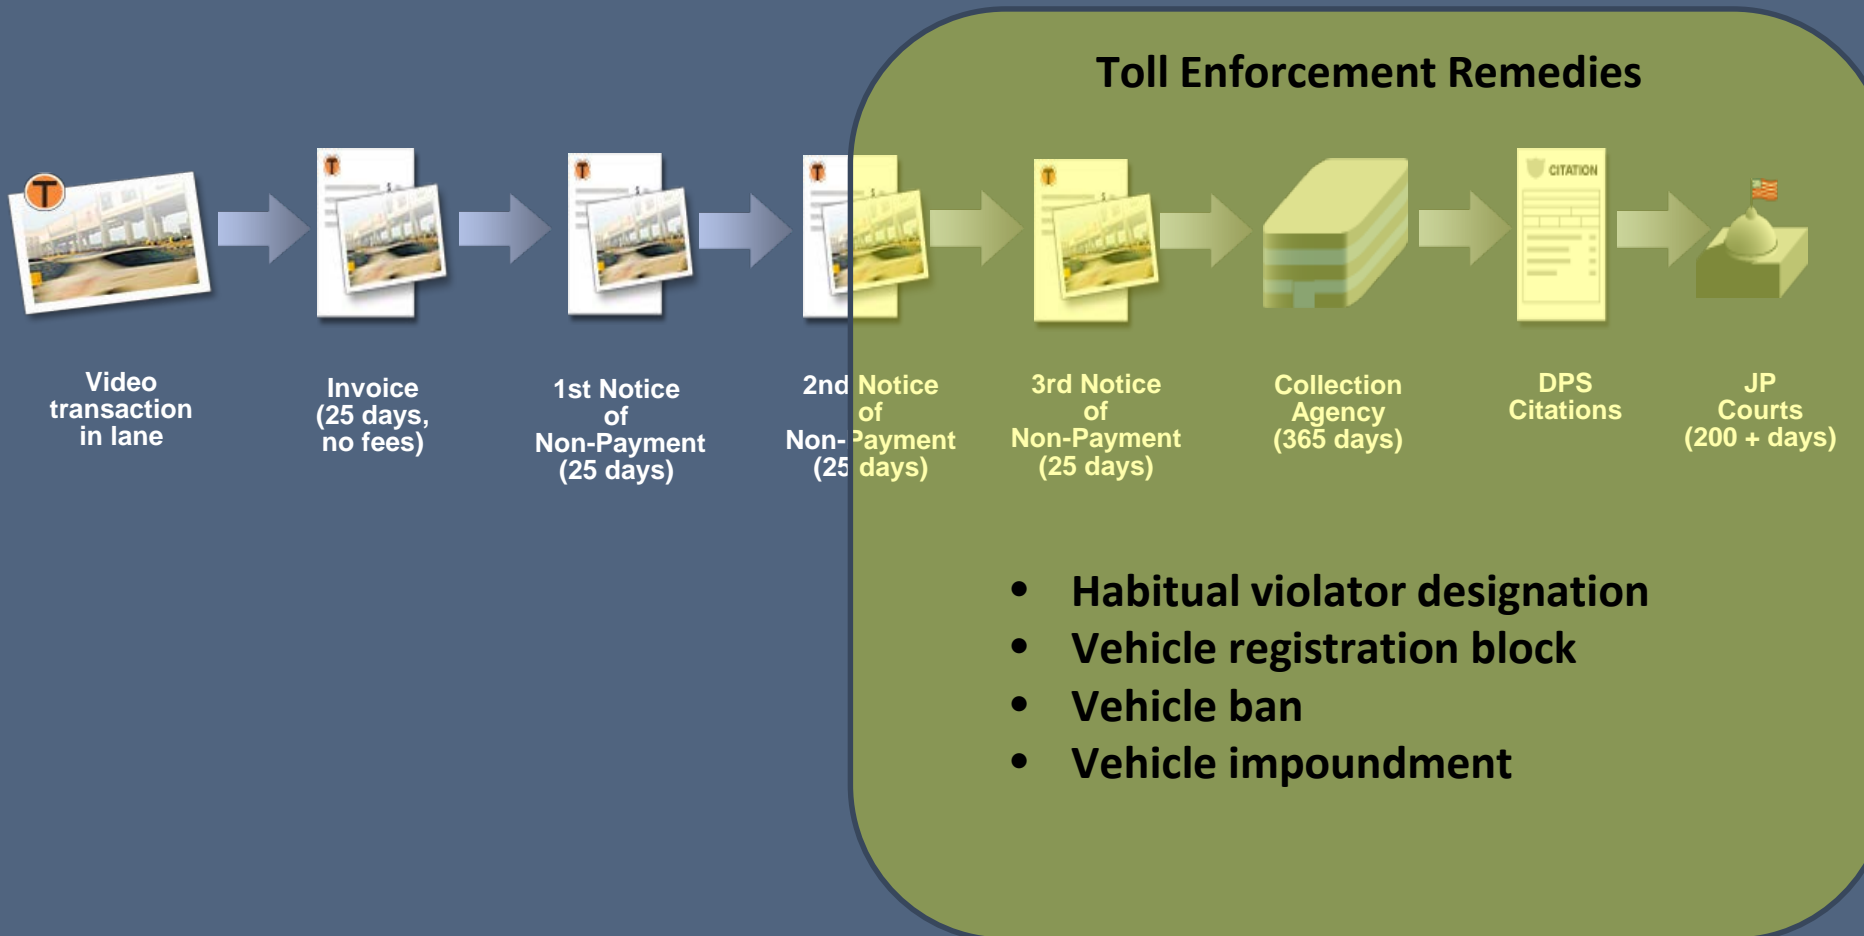 Toll Enforcement Remedies
T
T
T
T
T
CITATION
Video
transaction
in lane
Invoice
(25 days,
no fees)
1st Notice
of
Non-Payment
(25 days)
2nd Notice
of
Non-Payment
(25 days)
3rd Notice
of
Non-Payment
(25 days)
Collection
Agency
(365 days)
DPS
Citations
JP
Courts
(200 + days)
• Habitual violator designation
• Vehicle registration block
• Vehicle ban
• Vehicle impoundment